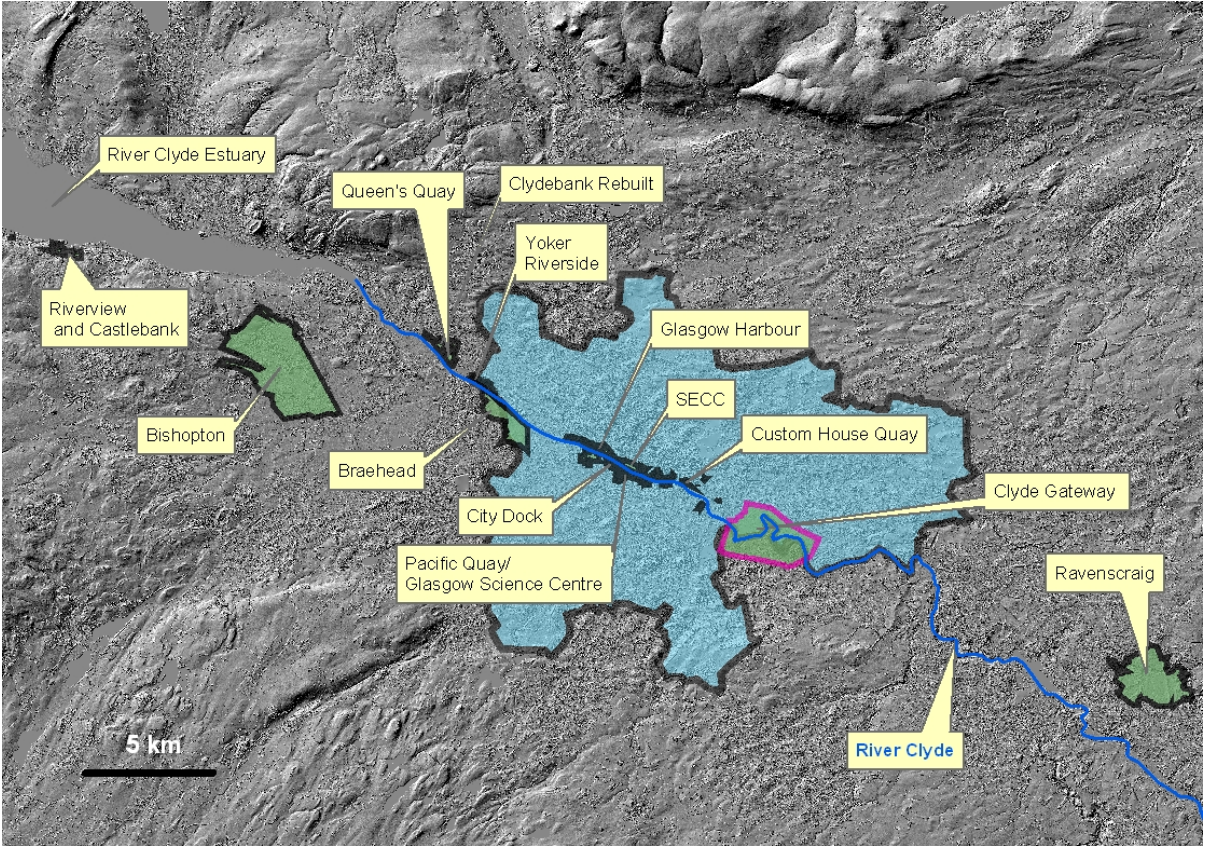 River Clyde Estuary
Queen's Quay
Clydebank Rebuilt
Yoker
Riverside
Riverview
and Castlebank
Glasgow Harbour
SECC
Bishopton
Custom House Quay
Braehead
Clyde Gateway
City Dock
Pacific Quay/
Glasgow Science Centre
Ravenscraig
5 km
River Clyde